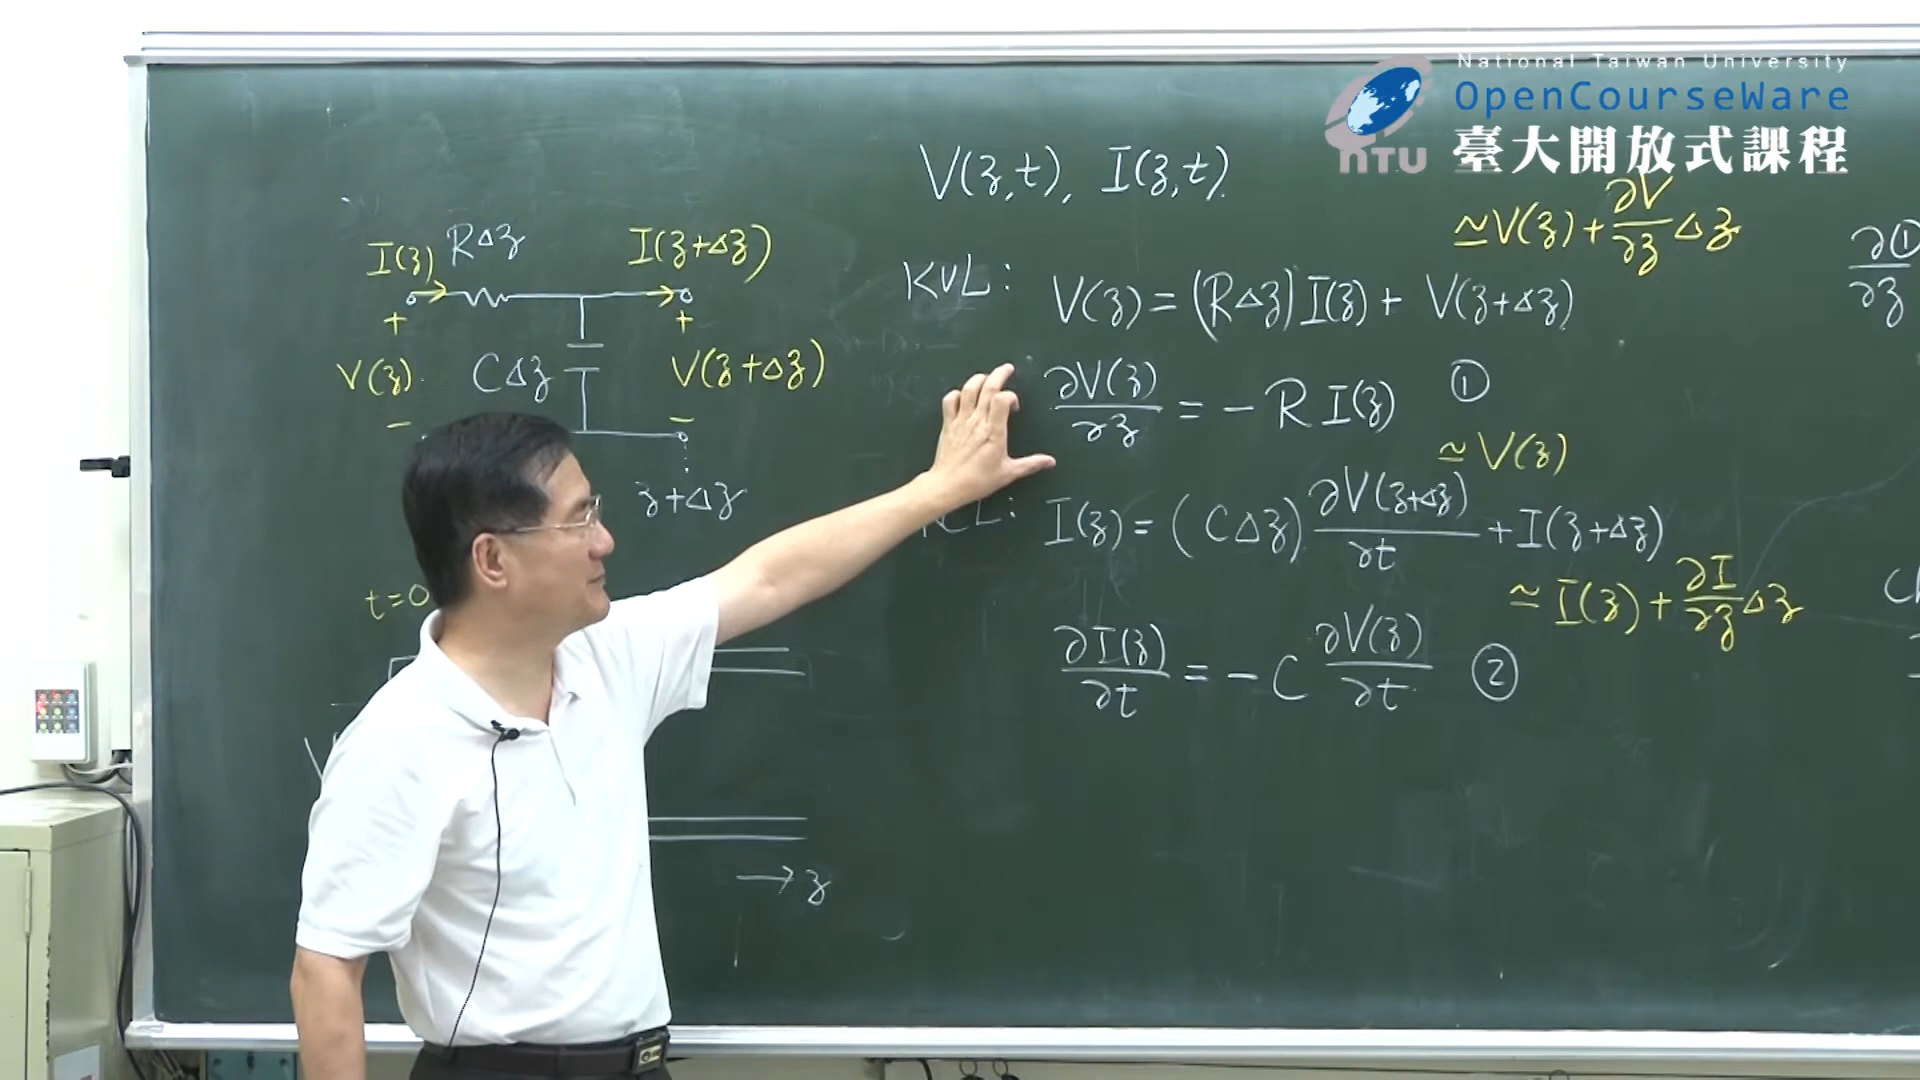 National Taiwan University
OpenCourseWare
臺大開放式課程
NTU
V(z,t), I(z,t)
I(z) RΔz I(z+Δz)
+ +
V(z) CΔz V(z+Δz)
- -
z+Δz
t=0
→ z
≃V(z)+∂V/∂z Δz
KVL: V(z)=(RΔz)I(z)+V(z+Δz)
∂V(z)/∂z = -R I(z) ①
≃V(z)
I(z)=(CΔz)∂V(z+Δz)/∂t+I(z+Δz)
≃I(z)+∂I/∂z Δz
∂I(z)/∂t = -C ∂V(z)/∂t ②
∂①/∂z